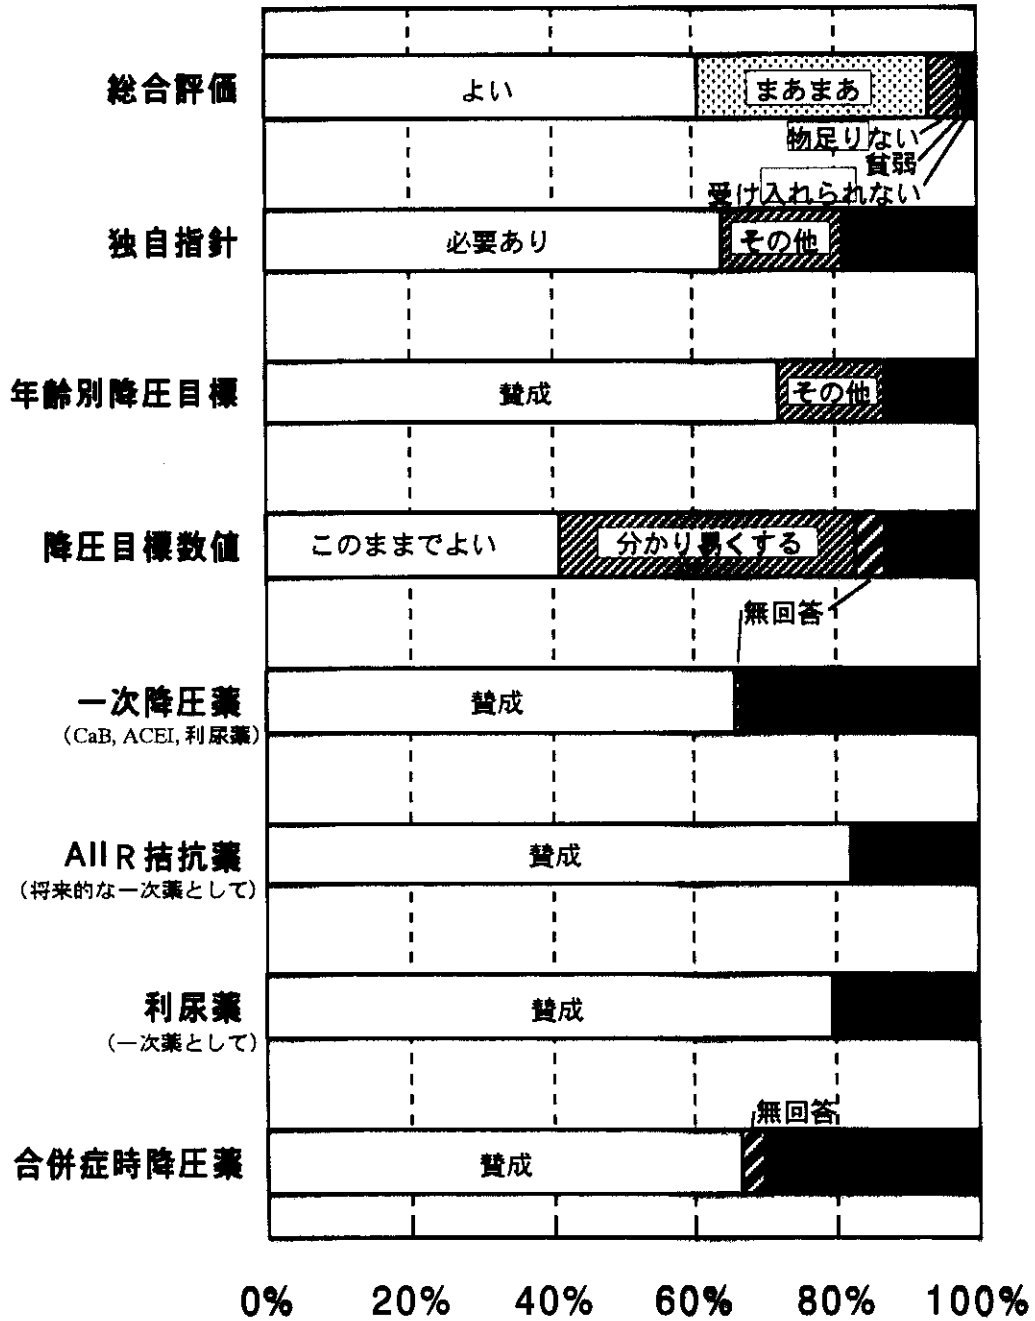 総合評価
よい
まあまあ
物足りない
貧弱
受け入れられない
独自指針
必要あり
その他
年齢別降圧目標
賛成
その他
降圧目標数値
このままでよい
分かり易くする
無回答
一次降圧薬
賛成
(CaB, ACEI, 利尿薬)
AII R 拮抗薬
賛成
(将来的な一次薬として)
利尿薬
賛成
(一次薬として)
無回答
合併症時降圧薬
賛成
0% 20% 40% 60% 80% 100%